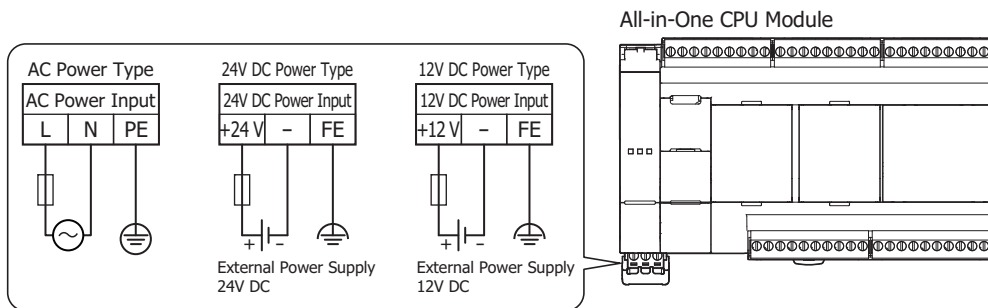 All-in-One CPU Module
AC Power Type
AC Power Input
L N PE
24V DC Power Type
24V DC Power Input
+24 V – FE
+ –
External Power Supply
24V DC
12V DC Power Type
12V DC Power Input
+12 V – FE
+ –
External Power Supply
12V DC